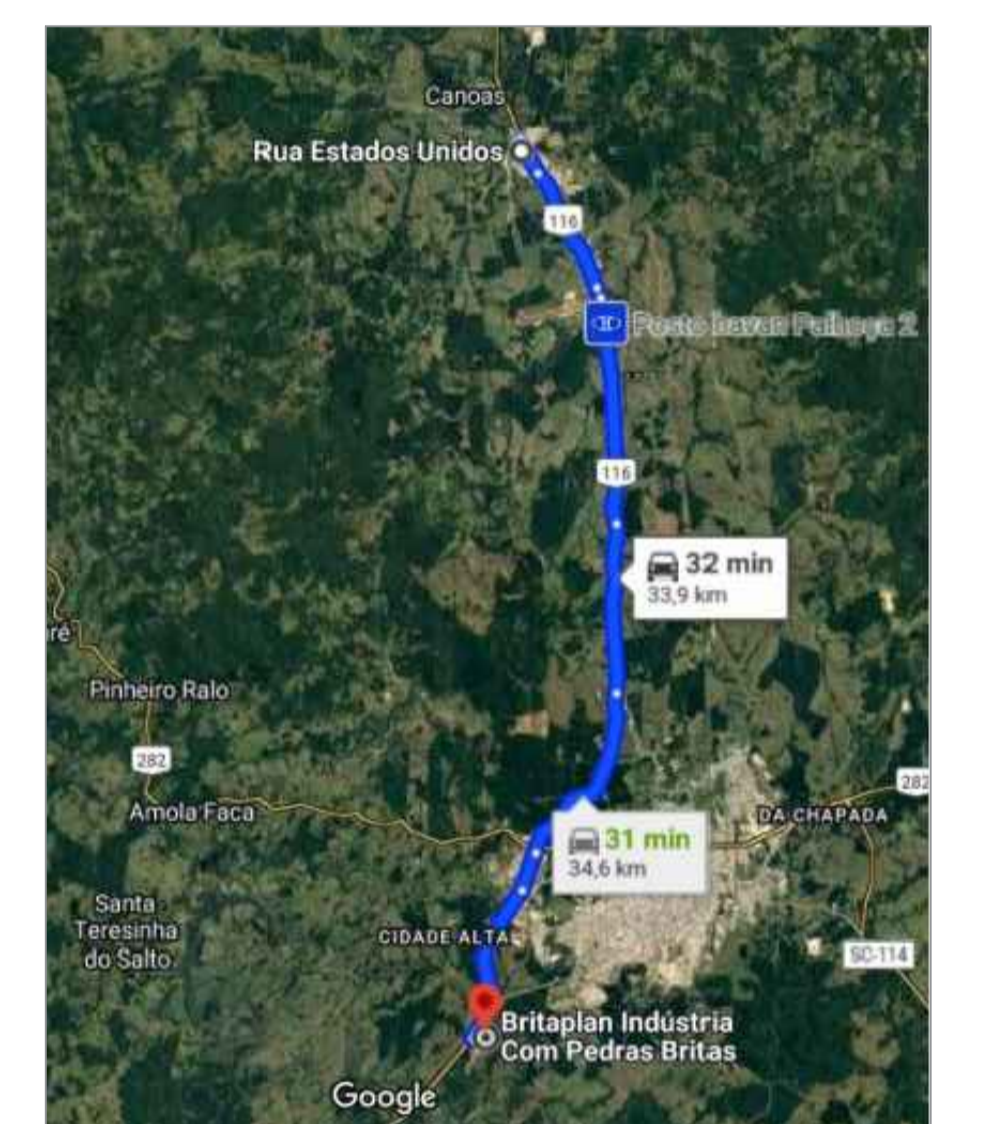 Canoas
Rua Estados Unidos
116
116
32 min
33,9 km
ré
Pinheiro Ralo
282
282
Amola Faca
DA CHAPADA
31 min
34,6 km
Santa
Teresinha
do Salto
CIDADE ALTA
SC-114
Britaplan Indústria
Com Pedras Britas
Google